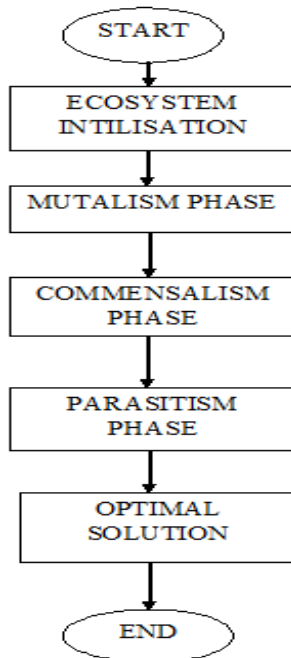 START
ECOSYSTEM
INTILISATION
MUTALISM PHASE
COMMENSALISM
PHASE
PARASITISM
PHASE
OPTIMAL
SOLUTION
END